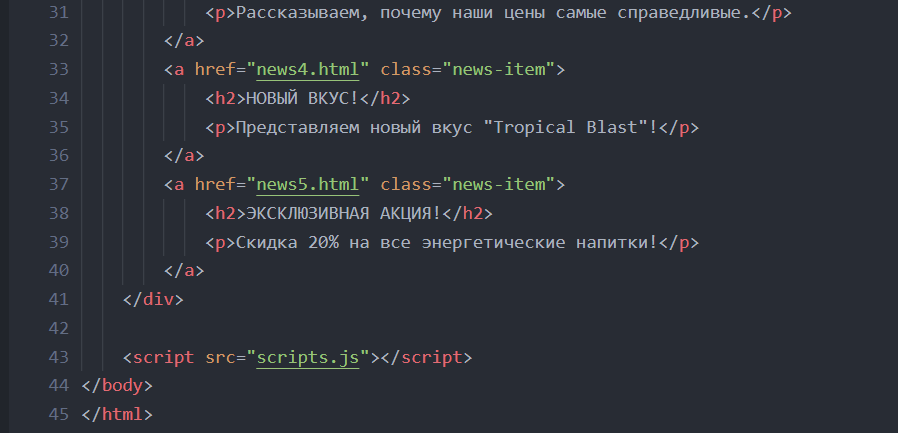 31 <p>Рассказываем, почему наши цены самые справедливые.</p>
32 </a>
33 <a href="news4.html" class="news-item">
34 <h2>НОВЫЙ ВКУС!</h2>
35 <p>Представляем новый вкус "Tropical Blast"!</p>
36 </a>
37 <a href="news5.html" class="news-item">
38 <h2>ЭКСКЛЮЗИВНАЯ АКЦИЯ!</h2>
39 <p>Скидка 20% на все энергетические напитки!</p>
40 </a>
41 </div>
42
43 <script src="scripts.js"></script>
44 </body>
45 </html>